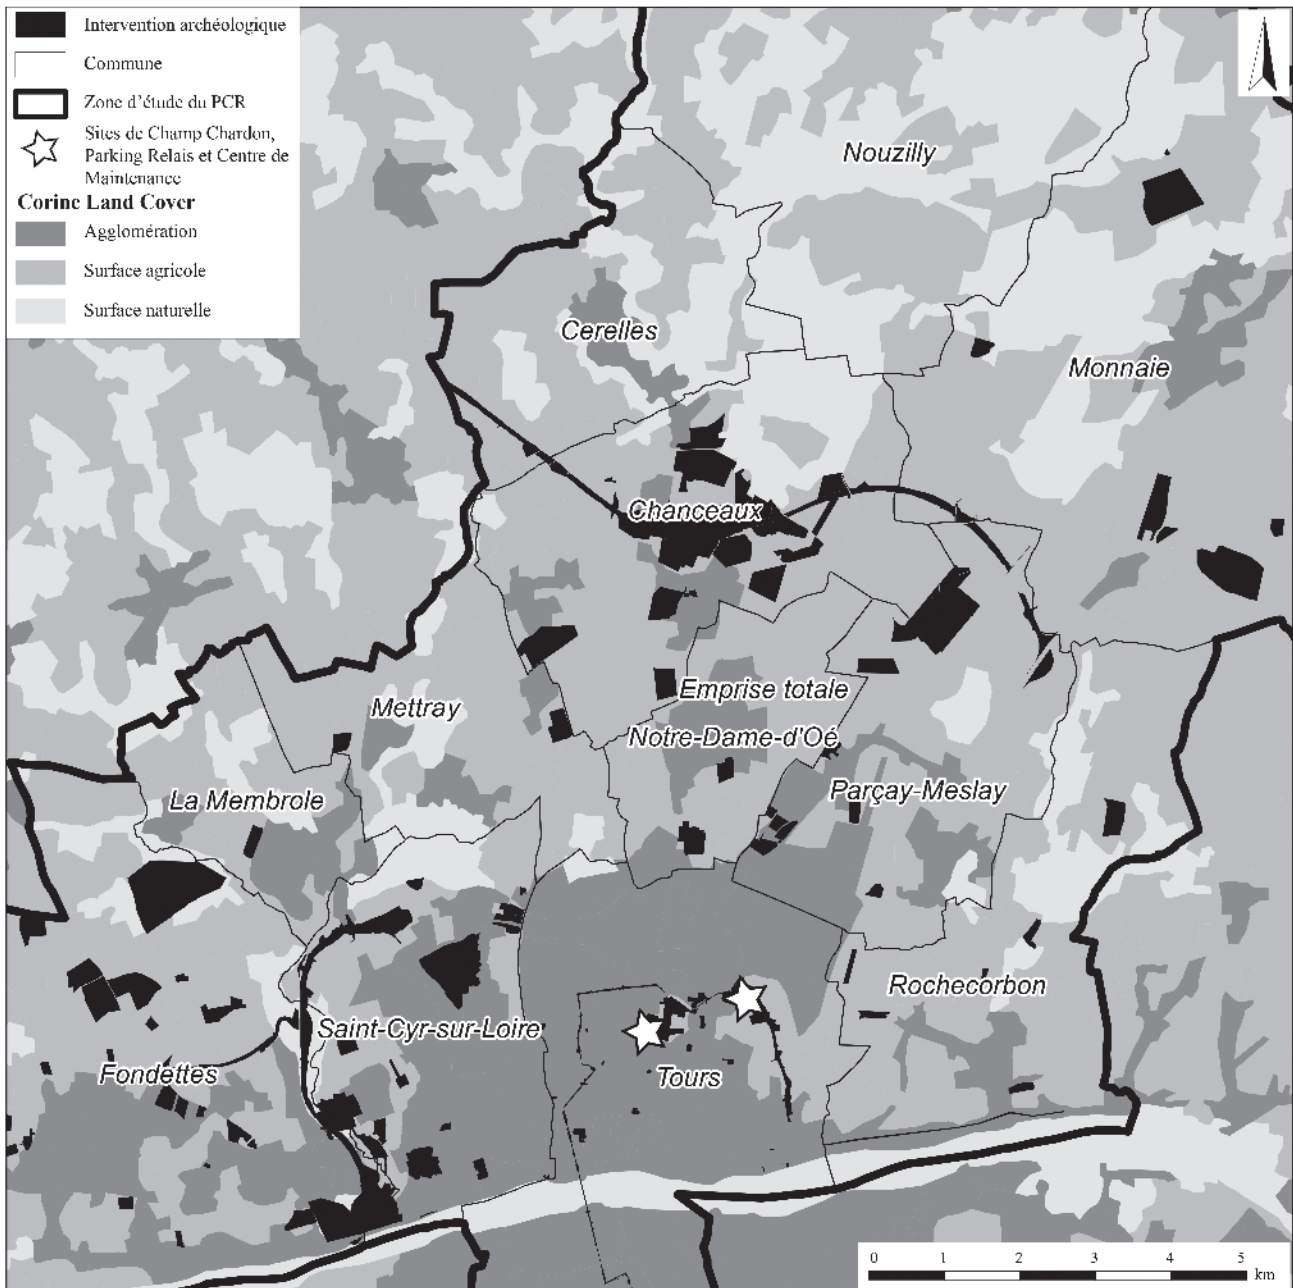 Intervention archéologique
Commune
Zone d'étude du PCR
Sites de Champ Chardon,
Parking Relais et Centre de
Maintenance
Corine Land Cover
Agglomération
Surface agricole
Surface naturelle
Nouzilly
Cerelles
Monnaie
Chanceaux
Emprise totale
Mettray
Notre-Dame-d'Oé
La Membrole
Parçay-Meslay
Rochecorbon
Saint-Cyr-sur-Loire
Fondettes
Tours
0 1 2 3 4 5
km